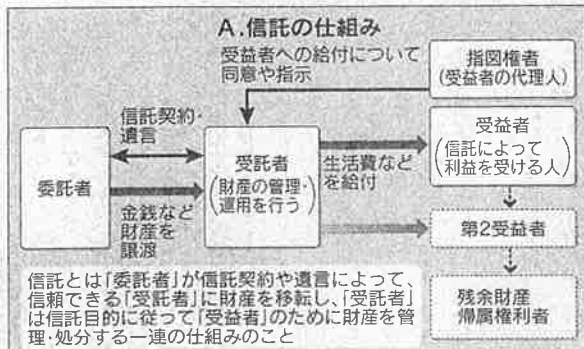 A.信託の仕組み
受益者への給付について
同意や指示
指図権者
(受益者の代理人)
信託契約・
遺言
委託者
金銭など
財産を
譲渡
受託者
(財産の管理・
運用を行う)
生活費など
を給付
受益者
(信託によって
利益を受ける人)
第2受益者
残余財産
帰属権利者
信託とは「委託者」が信託契約や遺言によって、
信頼できる「受託者」に財産を移転し、「受託者」
は信託目的に従って「受益者」のために財産を管
理・処分する一連の仕組みのこと